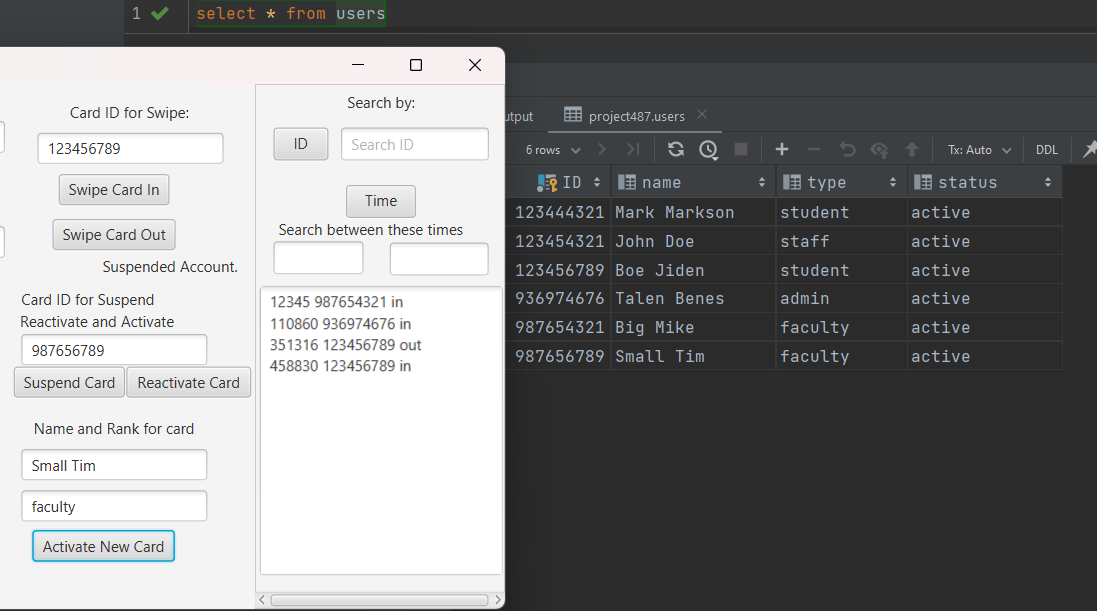 1 select * from users
Card ID for Swipe:
123456789
Swipe Card In
Swipe Card Out
Suspended Account.
Card ID for Suspend
Reactivate and Activate
987656789
Suspend Card Reactivate Card
Name and Rank for card
Small Tim
faculty
Activate New Card
Search by:
ID Search ID
Time
Search between these times
12345 987654321 in
110860 936974676 in
351316 123456789 out
458830 123456789 in
utput project487.users
6 rows Tx: Auto DDL
ID name type status
123444321 Mark Markson student active
123454321 John Doe staff active
123456789 Boe Jiden student active
936974676 Talen Benes admin active
987654321 Big Mike faculty active
987656789 Small Tim faculty active